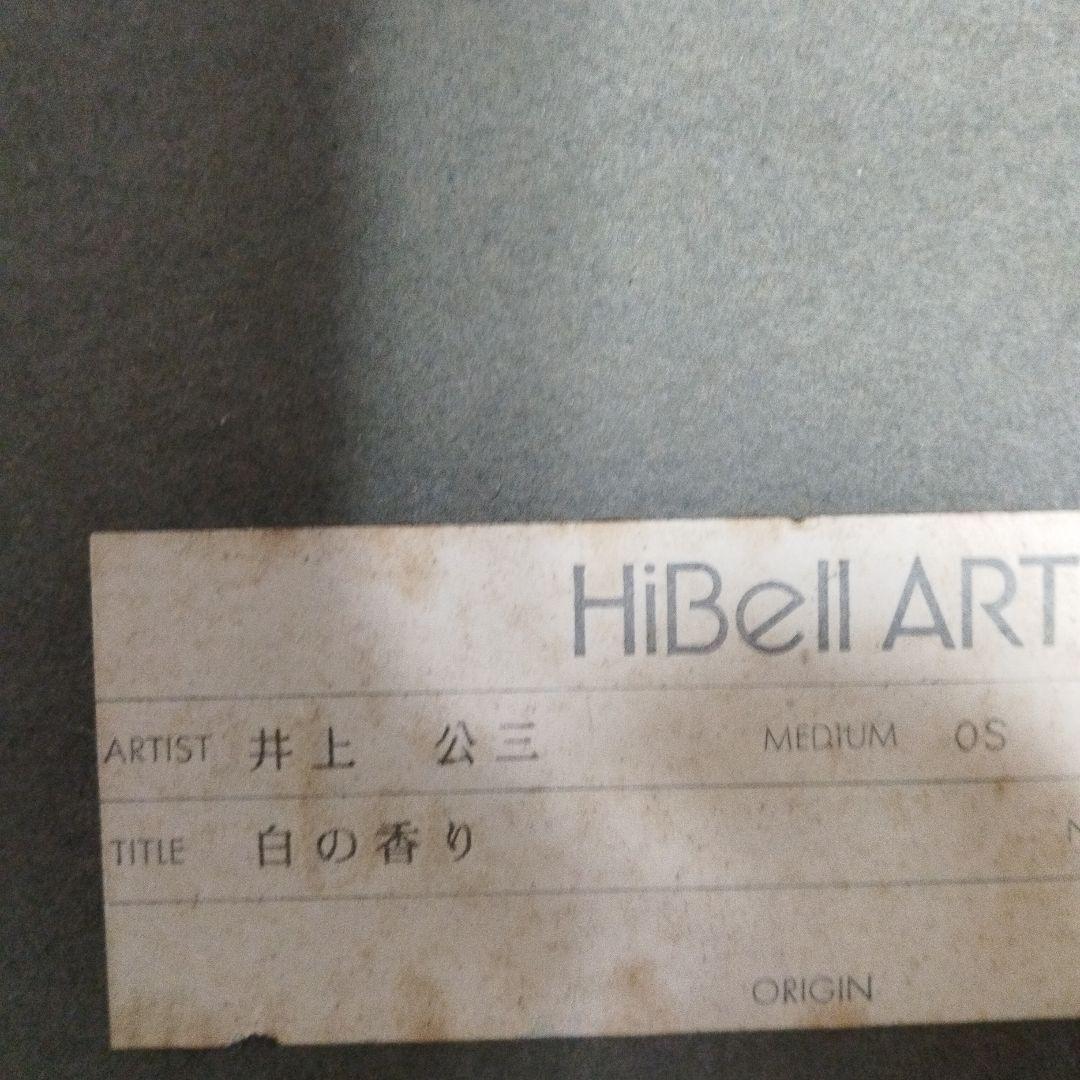 HiBell ART
ARTIST 井上 公三 MEDIUM OS
TITLE 白の香り
ORIGIN